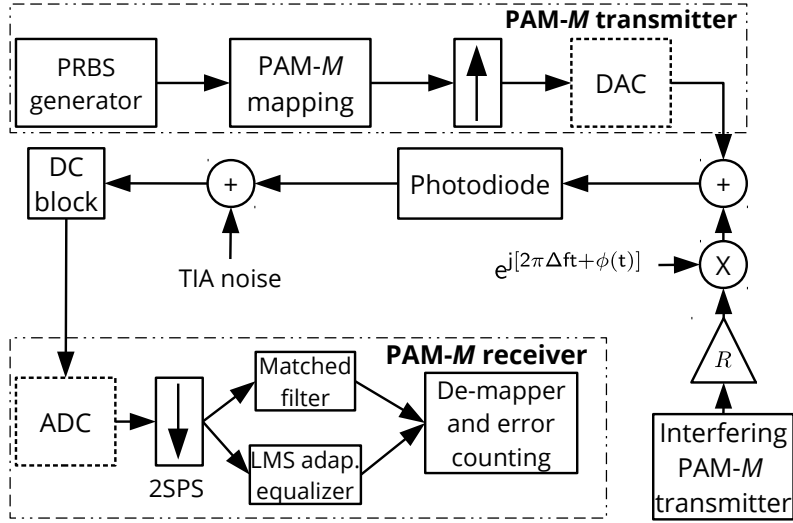 PAM-M transmitter
PRBS
generator
PAM-M
mapping
DAC
DC
block
+
Photodiode
+
TIA noise
e^{j[2πΔft+ϕ(t)]}
X
R
PAM-M receiver
ADC
2SPS
Matched
filter
LMS adap.
equalizer
De-mapper
and error
counting
Interfering
PAM-M
transmitter